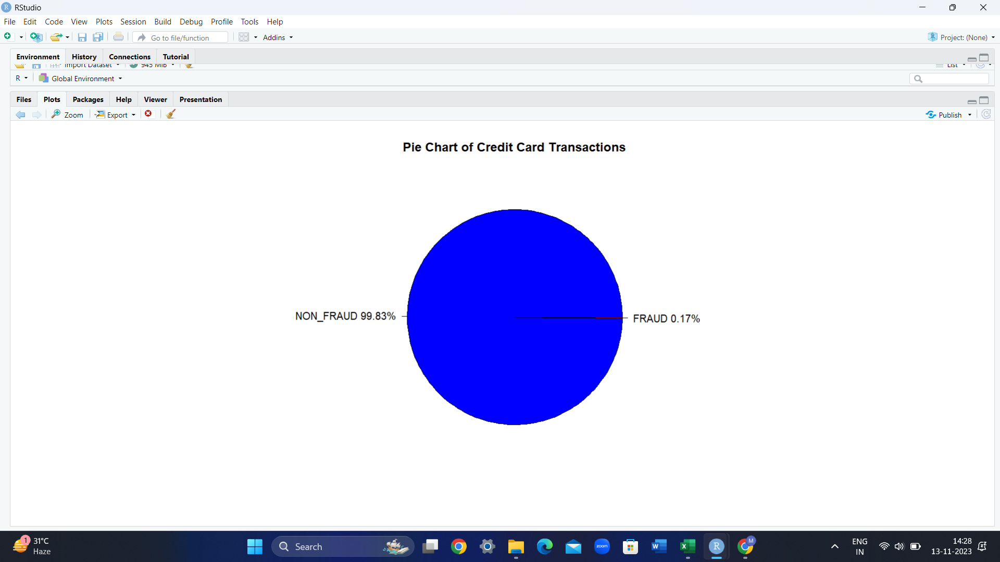 RStudio
File Edit Code View Plots Session Build Debug Profile Tools Help
Go to file/function Addins Project: (None)
Environment History Connections Tutorial
Import Dataset 945 MiB List
R Global Environment
Files Plots Packages Help Viewer Presentation
Zoom Export Publish
Pie Chart of Credit Card Transactions
NON_FRAUD 99.83%
FRAUD 0.17%
1 31°C
Haze
Search
zoom
W
X
R
M
ENG
IN
14:28
13-11-2023